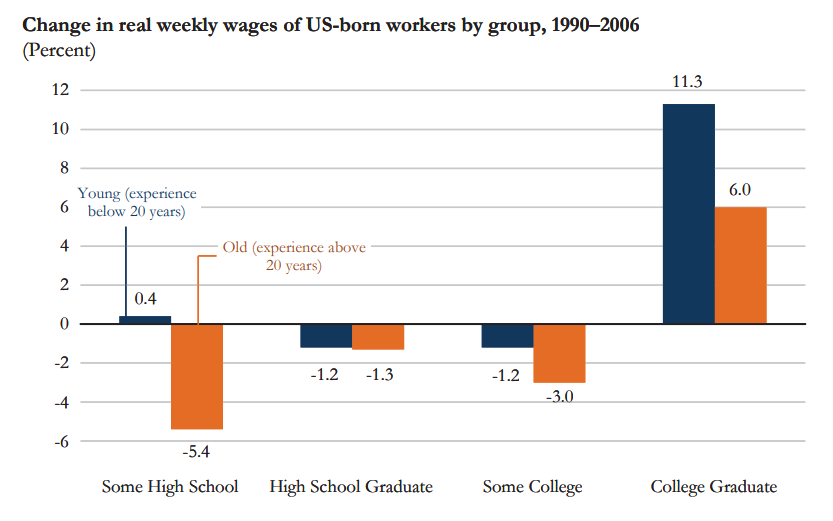 Change in real weekly wages of US-born workers by group, 1990–2006
(Percent)
12
10
8
6
4
2
0
-2
-4
-6
Young (experience
below 20 years)
Old (experience above
20 years)
0.4
-5.4
-1.2
-1.3
-1.2
-3.0
11.3
6.0
Some High School
High School Graduate
Some College
College Graduate